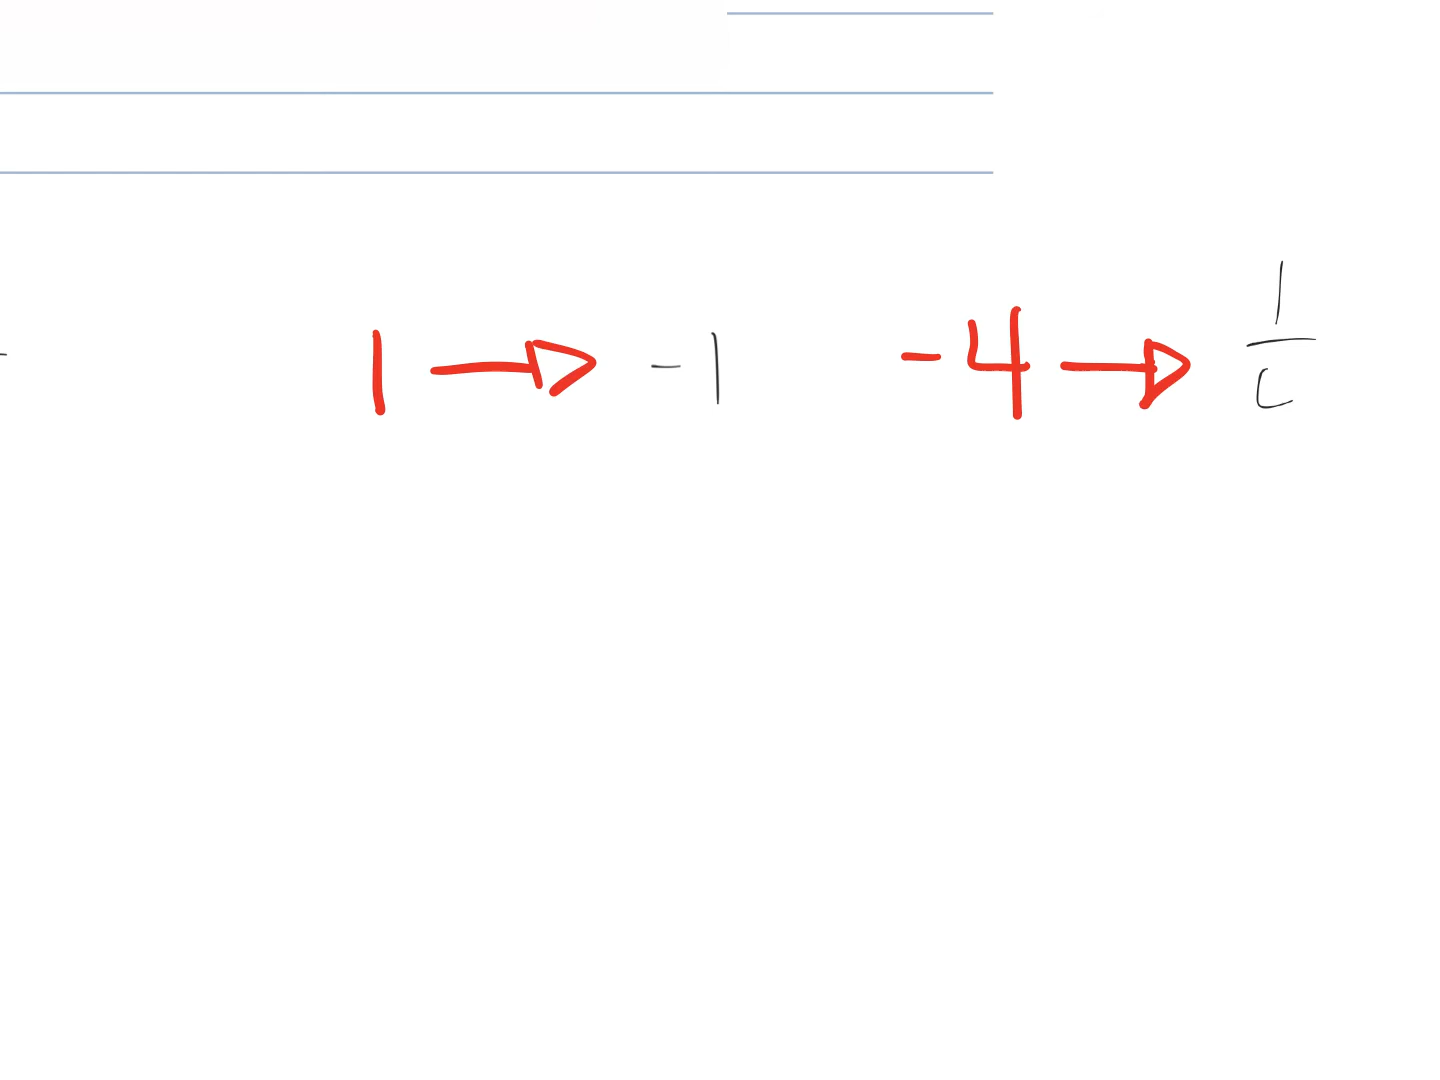 1 → -1 -4 → 1/